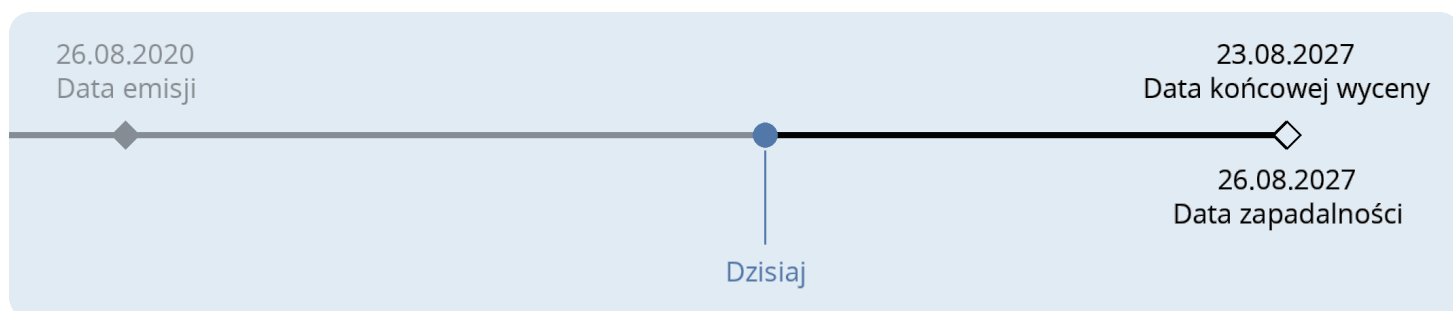 26.08.2020
Data emisji
23.08.2027
Data końcowej wyceny
26.08.2027
Data zapadalności
Dzisiaj